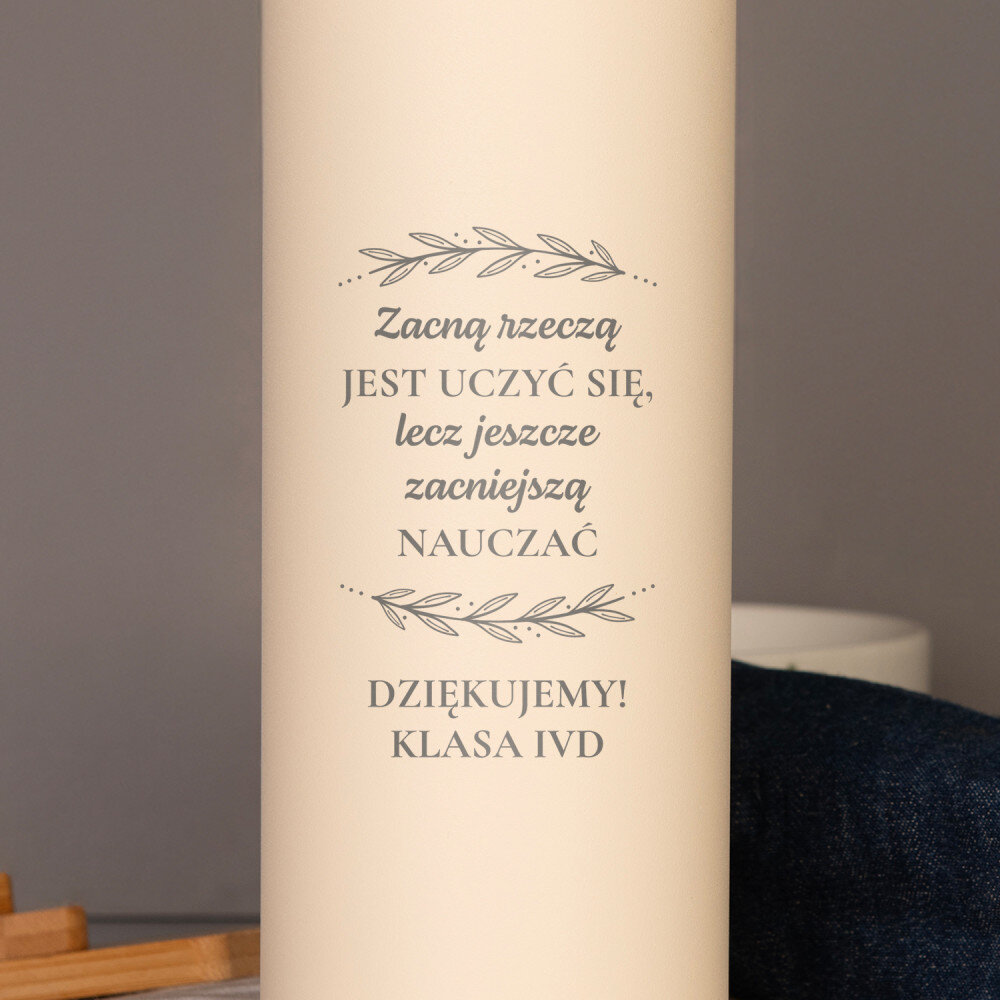 Zacną rzeczą
JEST UCZYĆ SIĘ,
lecz jeszcze
zacniejszą
NAUCZAĆ
DZIĘKUJEMY!
KLASA IVD